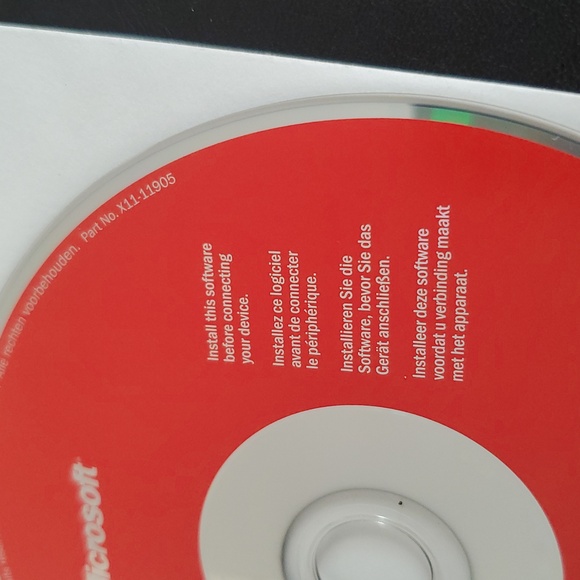 rechten voorbehouden. Part No. X11-11905
Install this software
before connecting
your device.
Installez ce logiciel
avant de connecter
le périphérique.
Installieren Sie die
Software, bevor Sie das
Gerät anschließen.
Installeer deze software
voordat u verbinding maakt
met het apparaat.
Microsoft